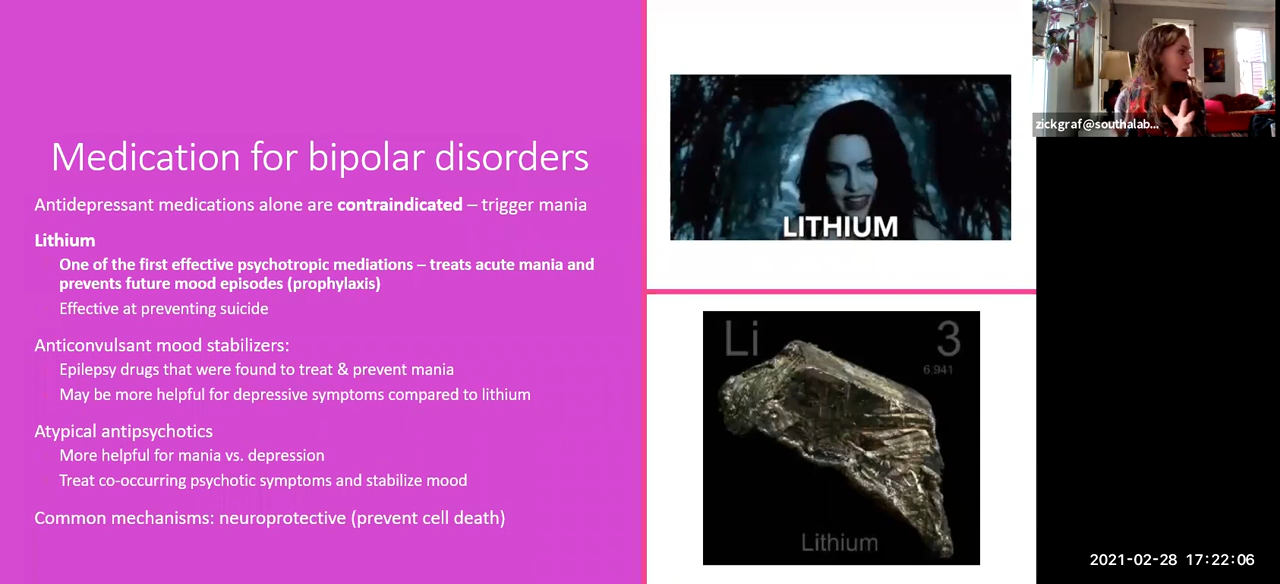 Medication for bipolar disorders
Antidepressant medications alone are contraindicated – trigger mania
Lithium
One of the first effective psychotropic mediations – treats acute mania and
prevents future mood episodes (prophylaxis)
Effective at preventing suicide
Anticonvulsant mood stabilizers:
Epilepsy drugs that were found to treat & prevent mania
May be more helpful for depressive symptoms compared to lithium
Atypical antipsychotics
More helpful for mania vs. depression
Treat co-occurring psychotic symptoms and stabilize mood
Common mechanisms: neuroprotective (prevent cell death)
LITHIUM
Li 3
6.941
Lithium
zickgraf@southalab...
2021-02-28 17:22:06